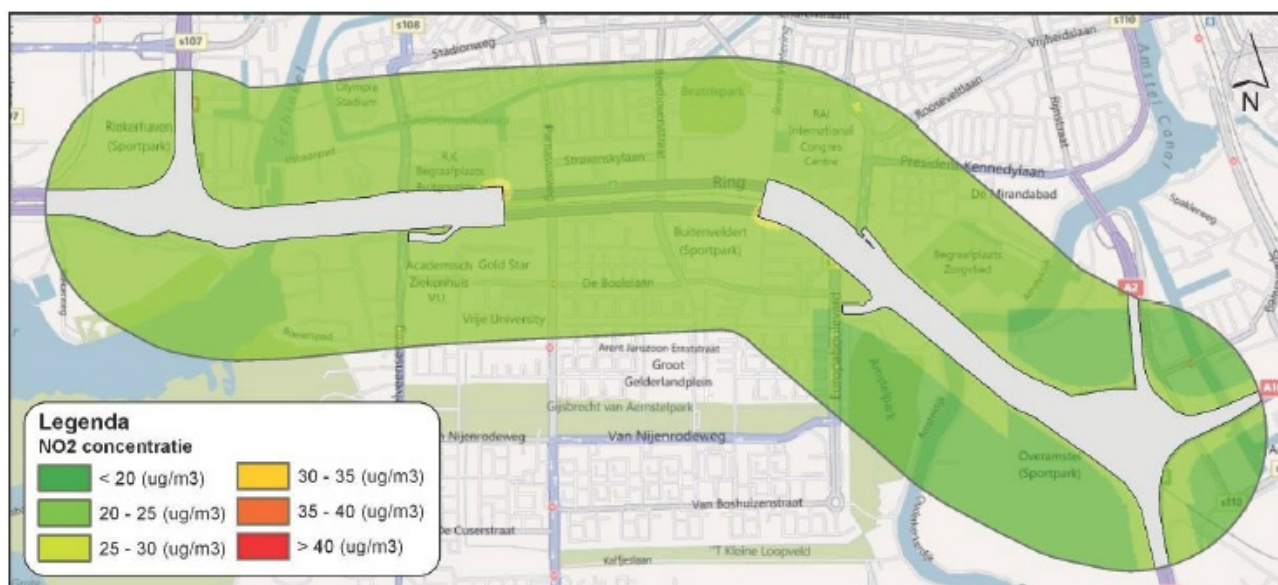 s107
s108
s110
Stadionweg
Vrijheidslaan
Olympia
Stadium
Schinkel
Beatrixpark
Rooseveltlaan
Rijnstraat
Amstel Canal
N
Riekerhaven
(Sportpark)
RAI
International
Congres
Centre
R.K.
Begraafplaats
Strawinskylaan
President Kennedylaan
Ring
De Mirandabad
Spaklerweg
Buitenveldert
(Sportpark)
Begraafplaats
Zorgvlied
Academisch
Ziekenhuis
VU
Gold Star
De Boelelaan
A2
Vrije University
Europaboulevard
Arent Janszoon Ernststraat
Groot
Gelderlandplein
Amstelpark
Gijsbrecht van Aemstelpark
Van Nijenrodeweg
Overamstel
(Sportpark)
s110
Van Boshuizenstraat
De Cuserstraat
Kalfjeslaan
'T Kleine Loopveld
Legenda
NO2 concentratie
< 20 (ug/m3)
20 - 25 (ug/m3)
25 - 30 (ug/m3)
30 - 35 (ug/m3)
35 - 40 (ug/m3)
> 40 (ug/m3)